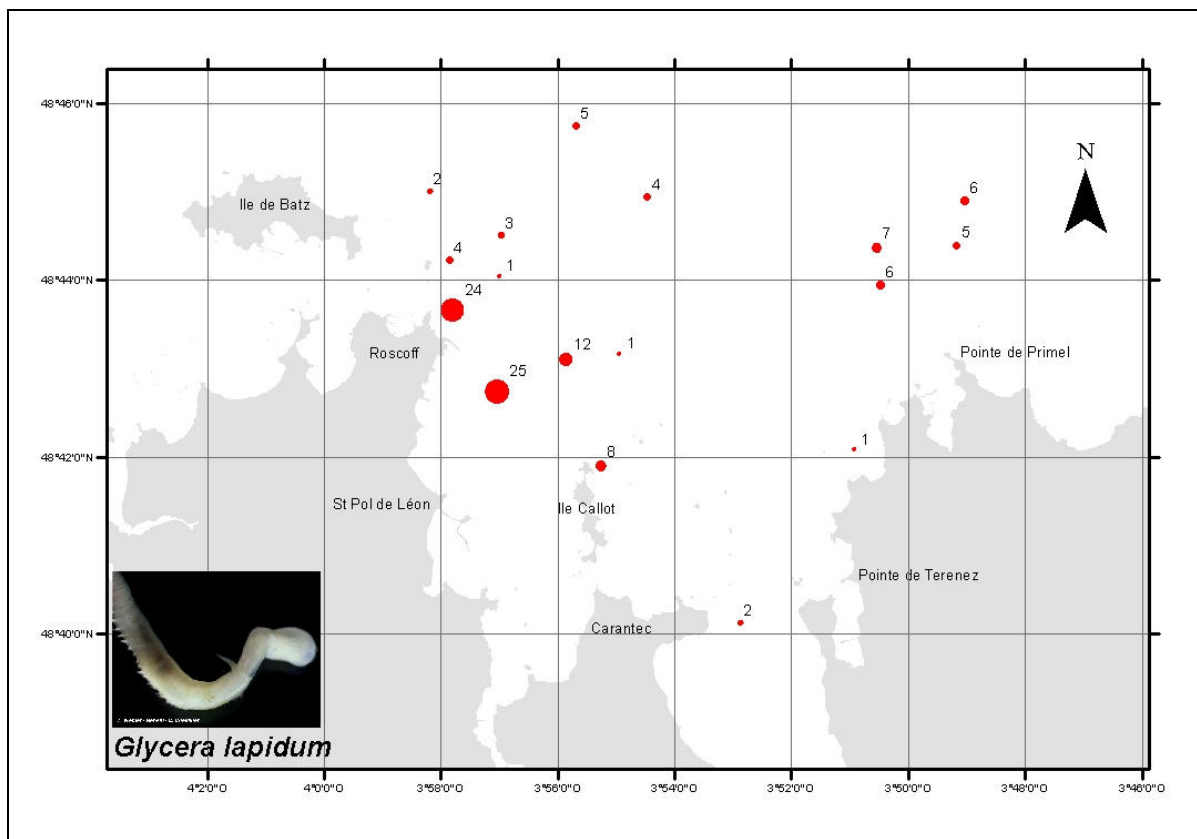 48°46'0"N
5
N
Ile de Batz
2
4
6
3
7
5
4
1
6
48°44'0"N
24
Roscoff
12
1
Pointe de Primel
25
1
48°42'0"N
8
St Pol de Léon
Ile Callot
Pointe de Terenez
2
48°40'0"N
Carantec
Glycera lapidum
4°2'0"O
4°0'0"O
3°58'0"O
3°56'0"O
3°54'0"O
3°52'0"O
3°50'0"O
3°48'0"O
3°46'0"O